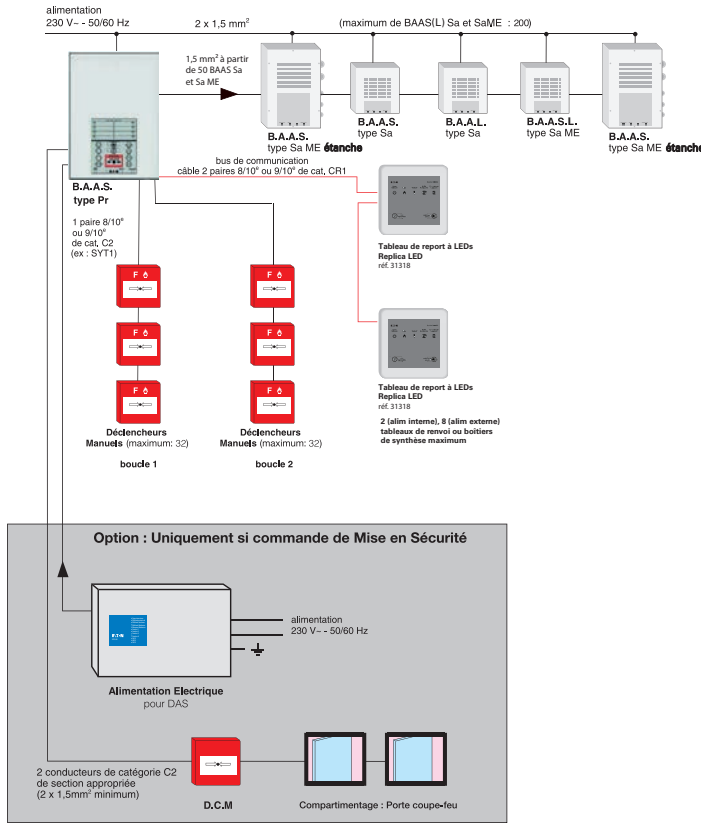 alimentation
230 V~ - 50/60 Hz
2 x 1,5 mm²
(maximum de BAAS(L) Sa et SaME : 200)
1,5 mm² à partir
de 50 BAAS Sa
et Sa ME
B.A.A.S.
type Sa ME étanche
B.A.A.S.
type Sa
B.A.A.L.
type Sa
B.A.A.S.L.
type Sa ME
B.A.A.S.
type Sa ME étanche
B.A.A.S.
type Pr
bus de communication
câble 2 paires 8/10° ou 9/10° de cat, CR1
1 paire 8/10°
ou 9/10°
de cat, C2
(ex : SYT1)
Tableau de report à LEDs
Replica LED
réf. 31318
Tableau de report à LEDs
Replica LED
réf. 31318
2 (alim interne), 8 (alim externe)
tableaux de renvoi ou boitiers
de synthèse maximum
F
F
F
F
F
F
Déclencheurs
Manuels (maximum: 32)
boucle 1
Déclencheurs
Manuels (maximum: 32)
boucle 2
Option : Uniquement si commande de Mise en Sécurité
EATON
alimentation
230 V~ - 50/60 Hz
Alimentation Electrique
pour DAS
2 conducteurs de catégorie C2
de section appropriée
(2 x 1,5mm² minimum)
D.C.M
Compartimentage : Porte coupe-feu